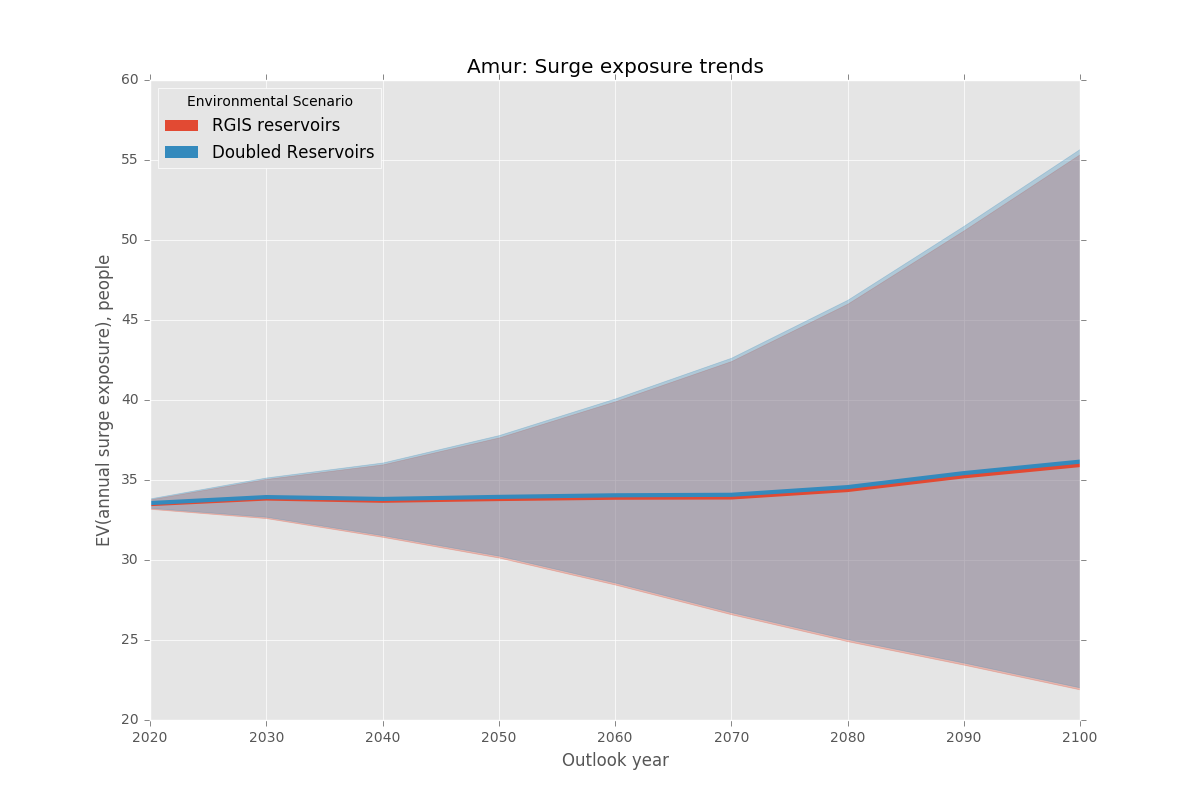 Amur: Surge exposure trends
Environmental Scenario
RGIS reservoirs
Doubled Reservoirs
EV(annual surge exposure), people
60
55
50
45
40
35
30
25
20
2020 2030 2040 2050 2060 2070 2080 2090 2100
Outlook year